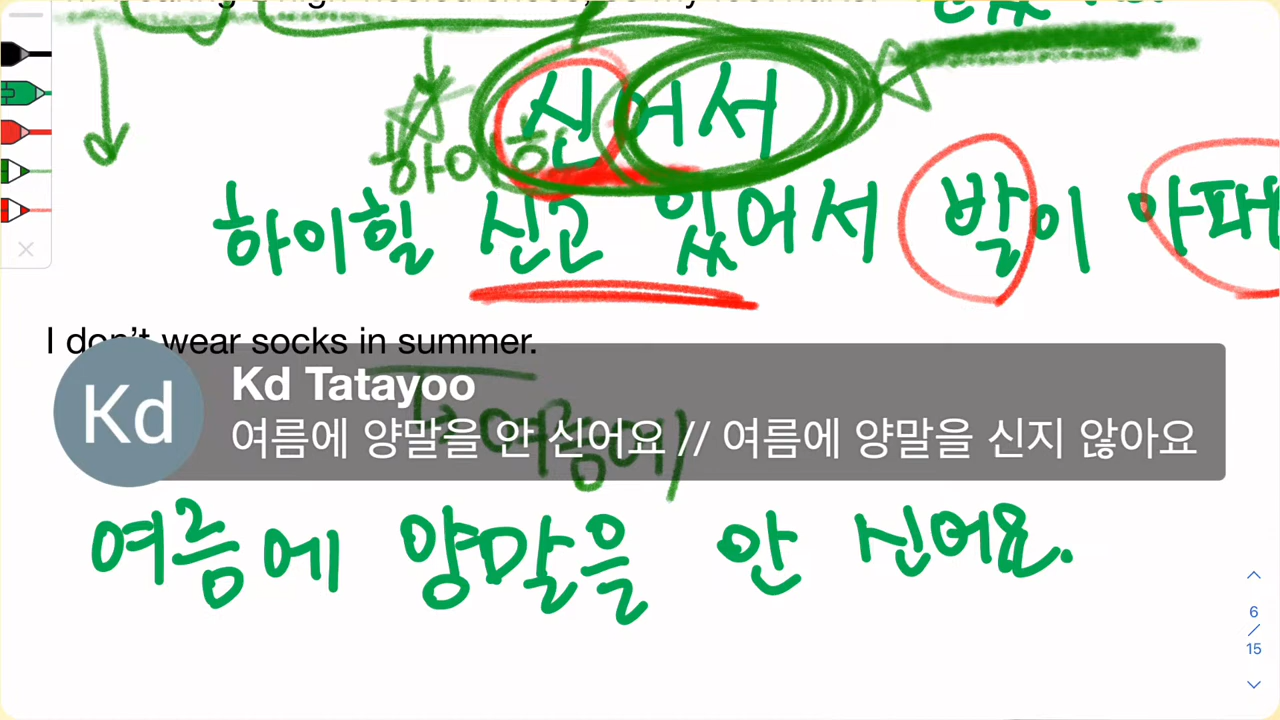 신어서
하이힐
하이힐 신고 있어서 발이 아파
I don't wear socks in summer.
Kd
Kd Tatayoo
여름에 양말을 안 신어요 // 여름에 양말을 신지 않아요
여름에
여름에 양말을 안 신어요.
6
/
15